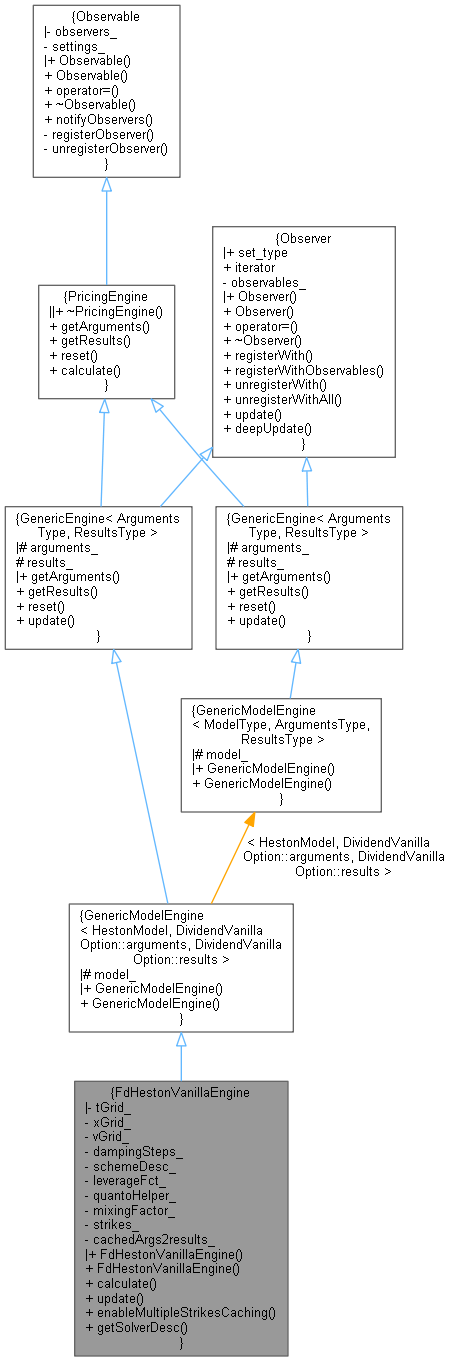 {Observable
|- observers_
- settings_
|+ Observable()
+ Observable()
+ operator=()
+ ~Observable()
+ notifyObservers()
- registerObserver()
- unregisterObserver()
}
{Observer
|+ set_type
+ iterator
- observables_
|+ Observer()
+ Observer()
+ operator=()
+ ~Observer()
+ registerWith()
+ registerWithObservables()
+ unregisterWith()
+ unregisterWithAll()
+ update()
+ deepUpdate()
}
{PricingEngine
||+ ~PricingEngine()
+ getArguments()
+ getResults()
+ reset()
+ calculate()
}
{GenericEngine< Arguments
Type, ResultsType >
|# arguments_
# results_
|+ getArguments()
+ getResults()
+ reset()
+ update()
}
{GenericEngine< Arguments
Type, ResultsType >
|# arguments_
# results_
|+ getArguments()
+ getResults()
+ reset()
+ update()
}
{GenericModelEngine
< ModelType, ArgumentsType,
ResultsType >
|# model_
|+ GenericModelEngine()
+ GenericModelEngine()
}
< HestonModel, DividendVanilla
Option::arguments, DividendVanilla
Option::results >
{GenericModelEngine
< HestonModel, DividendVanilla
Option::arguments, DividendVanilla
Option::results >
|# model_
|+ GenericModelEngine()
+ GenericModelEngine()
}
{FdHestonVanillaEngine
|- tGrid_
- xGrid_
- vGrid_
- dampingSteps_
- schemeDesc_
- leverageFct_
- quantoHelper_
- mixingFactor_
- strikes_
- cachedArgs2results_
|+ FdHestonVanillaEngine()
+ FdHestonVanillaEngine()
+ calculate()
+ update()
+ enableMultipleStrikesCaching()
+ getSolverDesc()
}